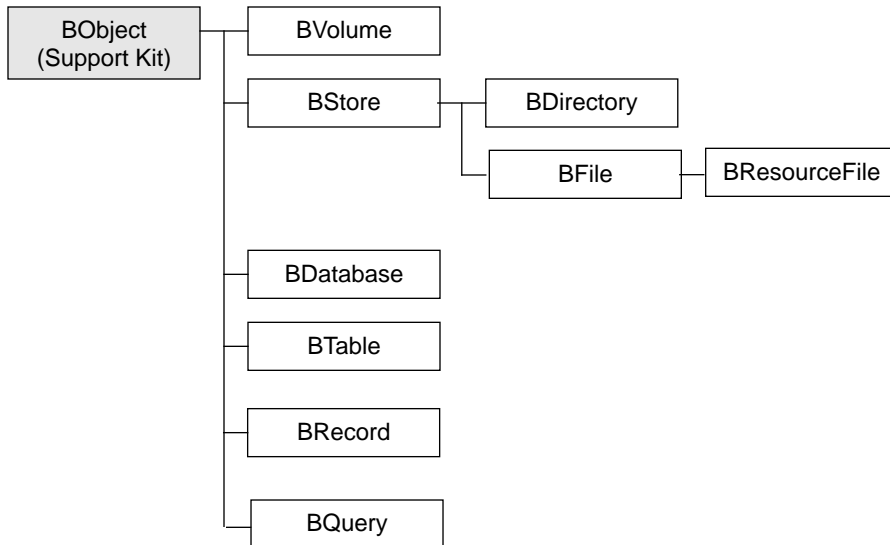 BObject
(Support Kit)
BVolume
BStore
BDirectory
BFile
BResourceFile
BDatabase
BTable
BRecord
BQuery